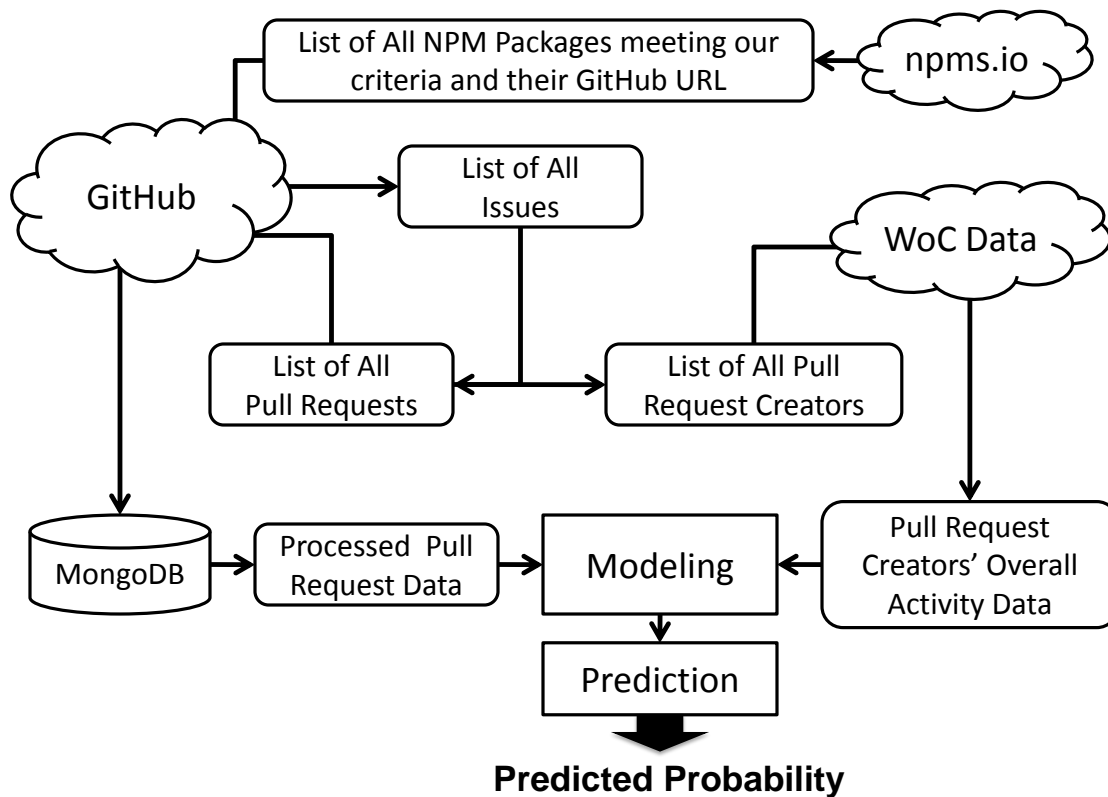 List of All NPM Packages meeting our
criteria and their GitHub URL
npms.io
GitHub
List of All
Issues
WoC Data
List of All
Pull Requests
List of All Pull
Request Creators
MongoDB
Processed Pull
Request Data
Modeling
Pull Request
Creators’ Overall
Activity Data
Prediction
Predicted Probability